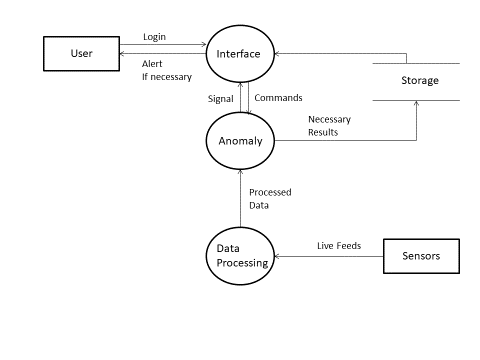 Login
User
Interface
Alert
If necessary
Storage
Signal
Commands
Necessary
Results
Anomaly
Processed
Data
Live Feeds
Data
Processing
Sensors